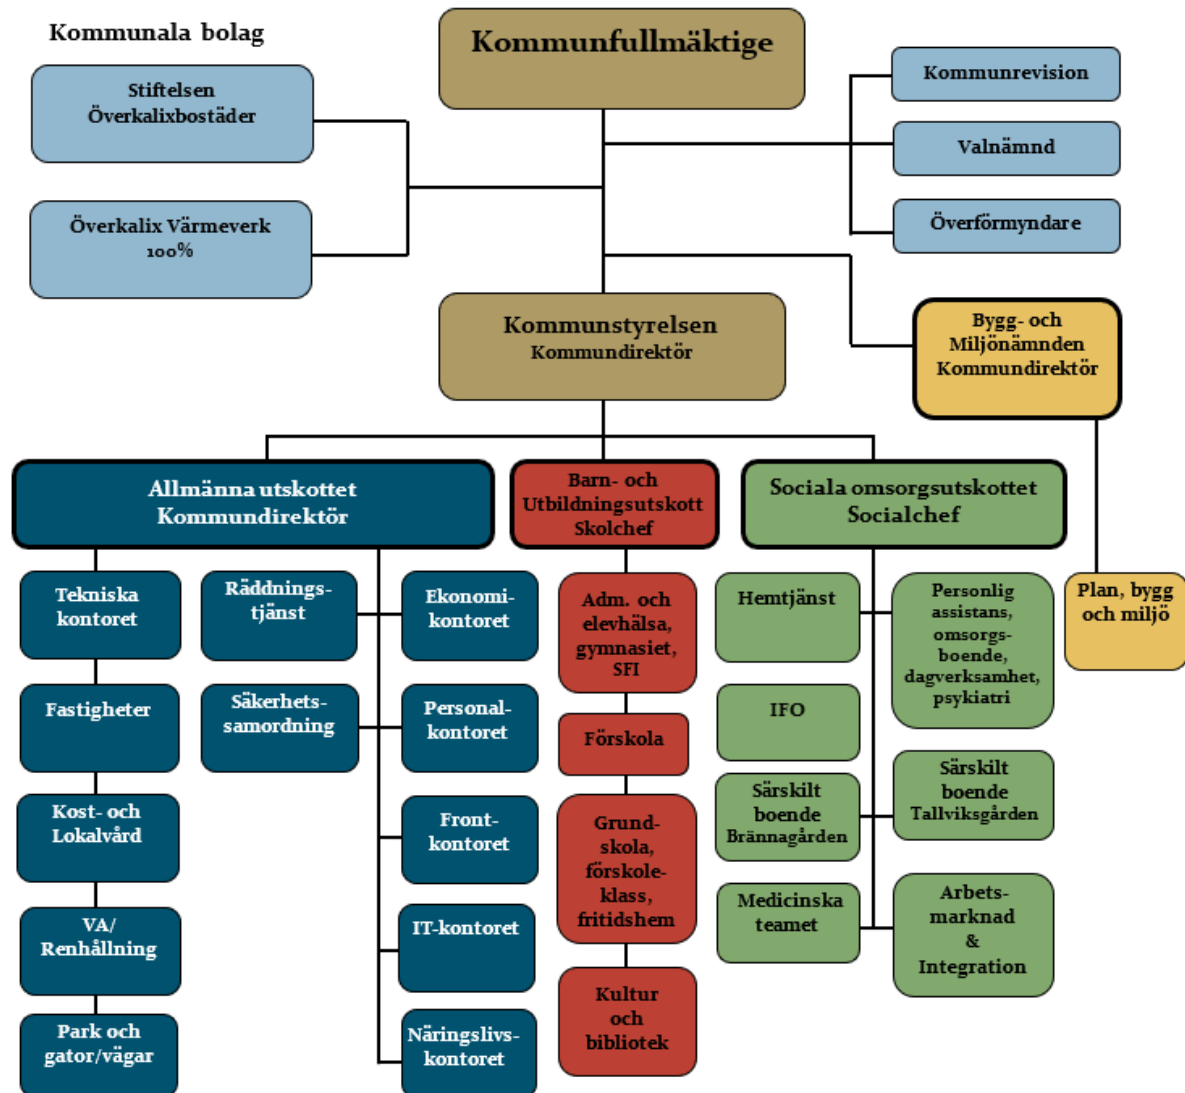 Kommunala bolag
Kommunfullmäktige
Stiftelsen
Överkalixbostäder
Överkalix Värmeverk
100%
Kommunrevision
Valnämnd
Överförmyndare
Kommunstyrelsen
Kommundirektör
Bygg- och
Miljönämnden
Kommundirektör
Allmänna utskottet
Kommundirektör
Barn- och
Utbildningsutskott
Skolchef
Sociala omsorgsutskottet
Socialchef
Tekniska
kontoret
Fastigheter
Kost- och
Lokalvård
VA/
Renhållning
Park och
gator/vägar
Räddnings-
tjänst
Säkerhets-
samordning
Ekonomi-
kontoret
Personal-
kontoret
Front-
kontoret
IT-kontoret
Näringslivs-
kontoret
Adm. och
elevhälsa,
gymnasiet,
SFI
Förskola
Grund-
skola,
förskole-
klass,
fritidshem
Kultur
och
bibliotek
Hemtjänst
IFO
Särskilt
boende
Brännagården
Medicinska
teamet
Personlig
assistans,
omsorgs-
boende,
dagverksamhet,
psykiatri
Särskilt
boende
Tallviksgården
Arbets-
marknad
&
Integration
Plan, bygg
och miljö